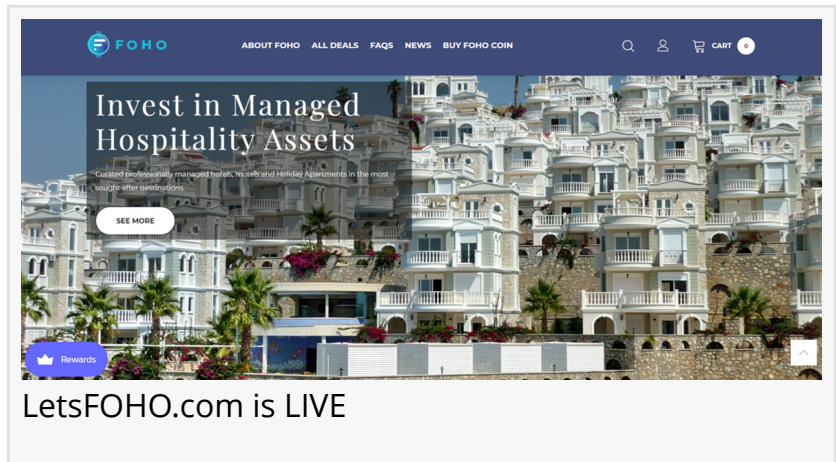 FOHO
ABOUT FOHO ALL DEALS FAQS NEWS BUY FOHO COIN
CART 0
Invest in Managed
Hospitality Assets
Curated professionally managed hotels, motels and Holiday Apartments in the most
sought after destinations.
SEE MORE
Rewards
LetsFOHO.com is LIVE